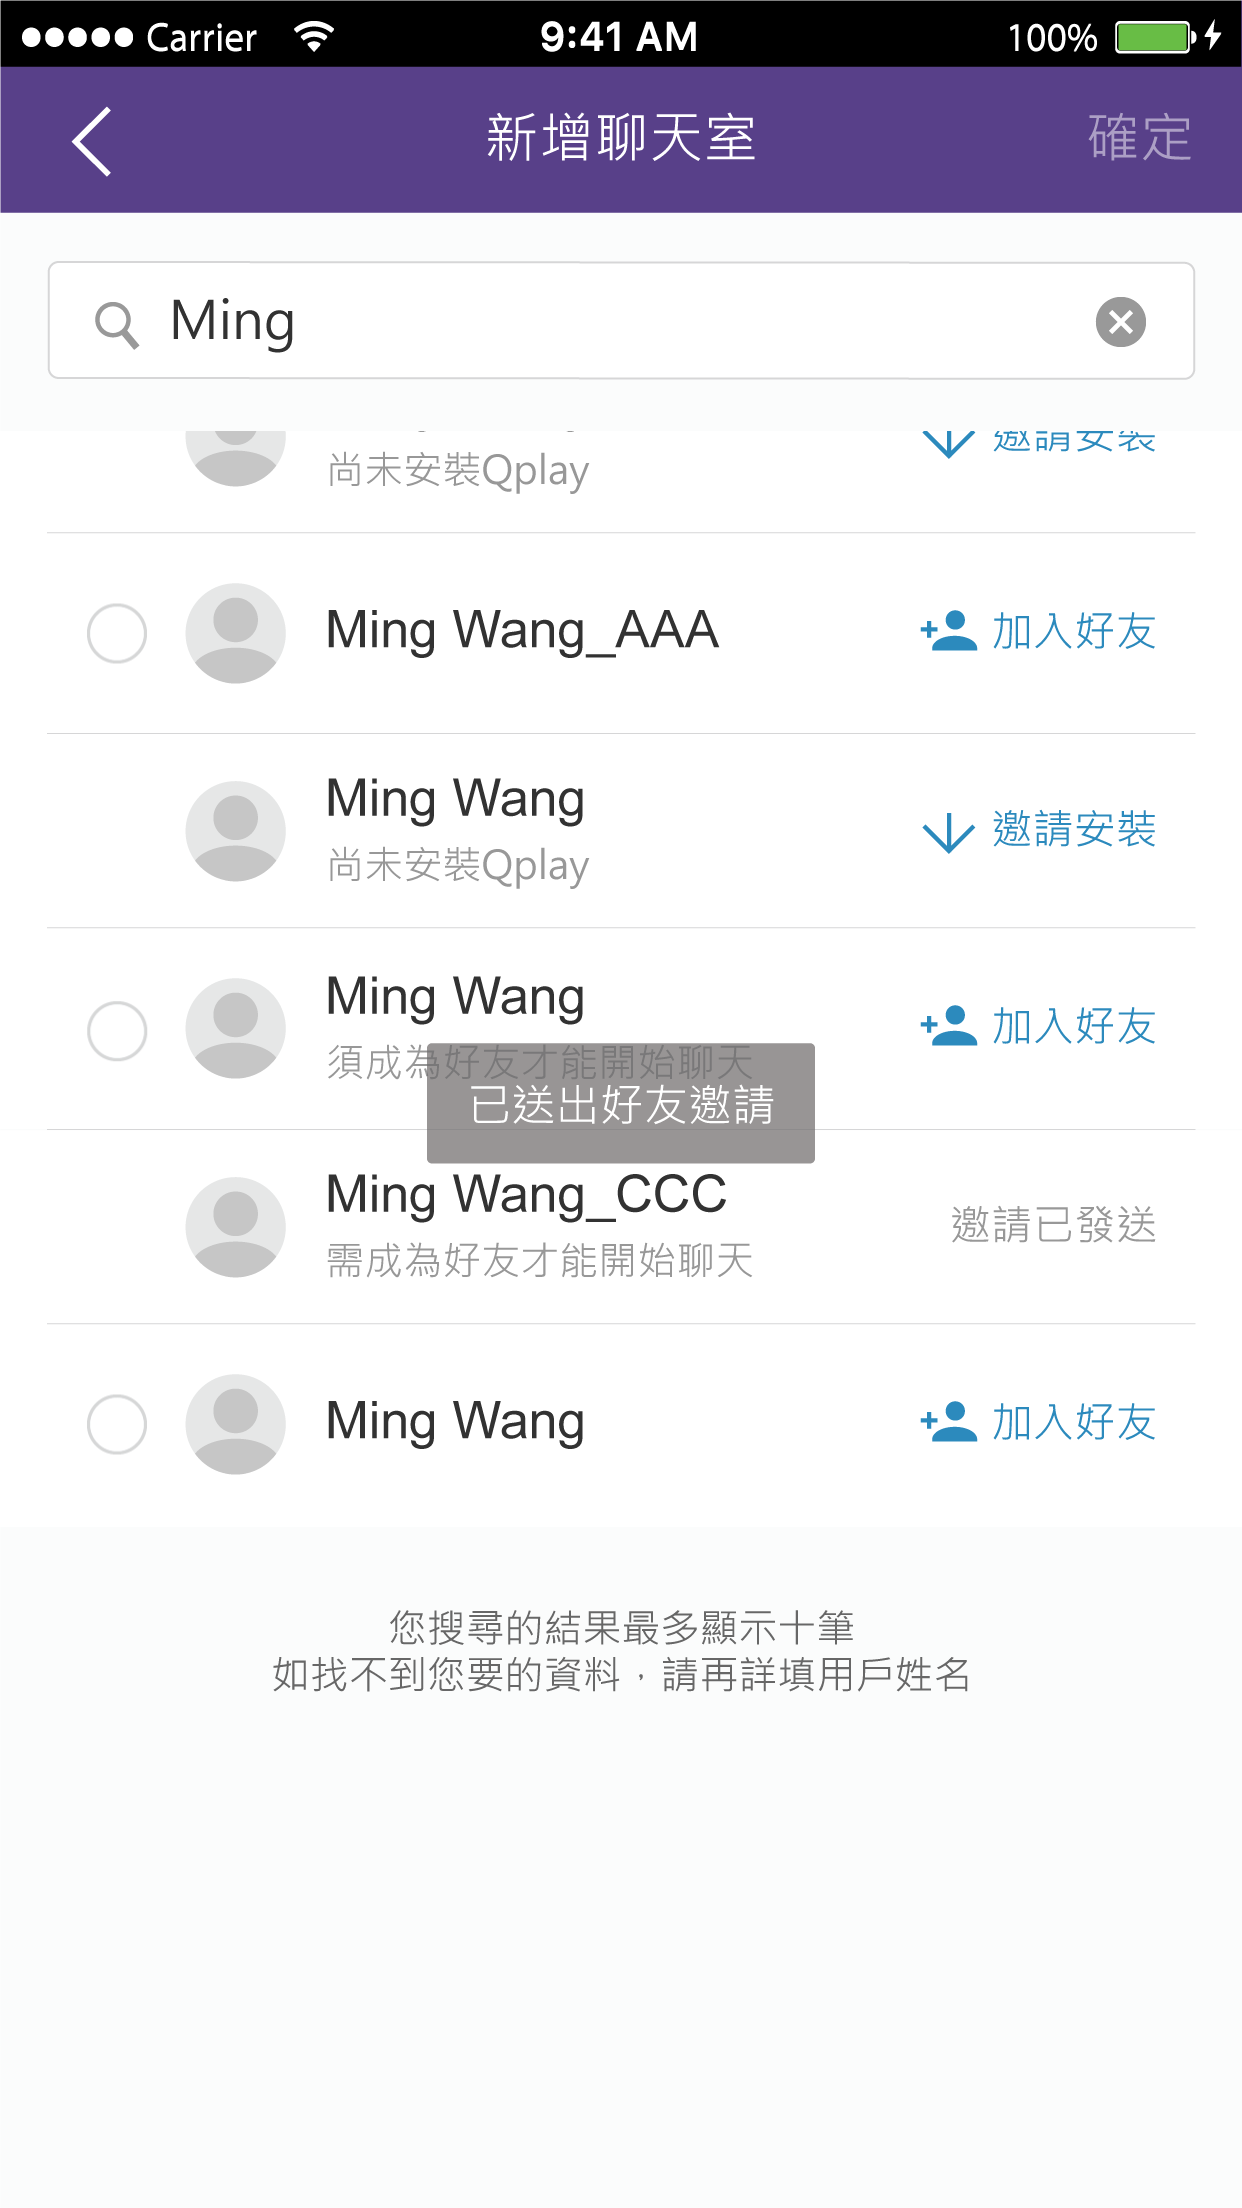 Carrier 9:41 AM 100%
新增聊天室 確定
Ming
邀請安裝
尚未安裝Qplay
Ming Wang_AAA 加入好友
Ming Wang
邀請安裝
尚未安裝Qplay
Ming Wang
加入好友
須成為好友才能開始聊天
已送出好友邀請
Ming Wang_CCC
邀請已發送
需成為好友才能開始聊天
Ming Wang 加入好友
您搜尋的結果最多顯示十筆
如找不到您要的資料，請再詳填用戶姓名